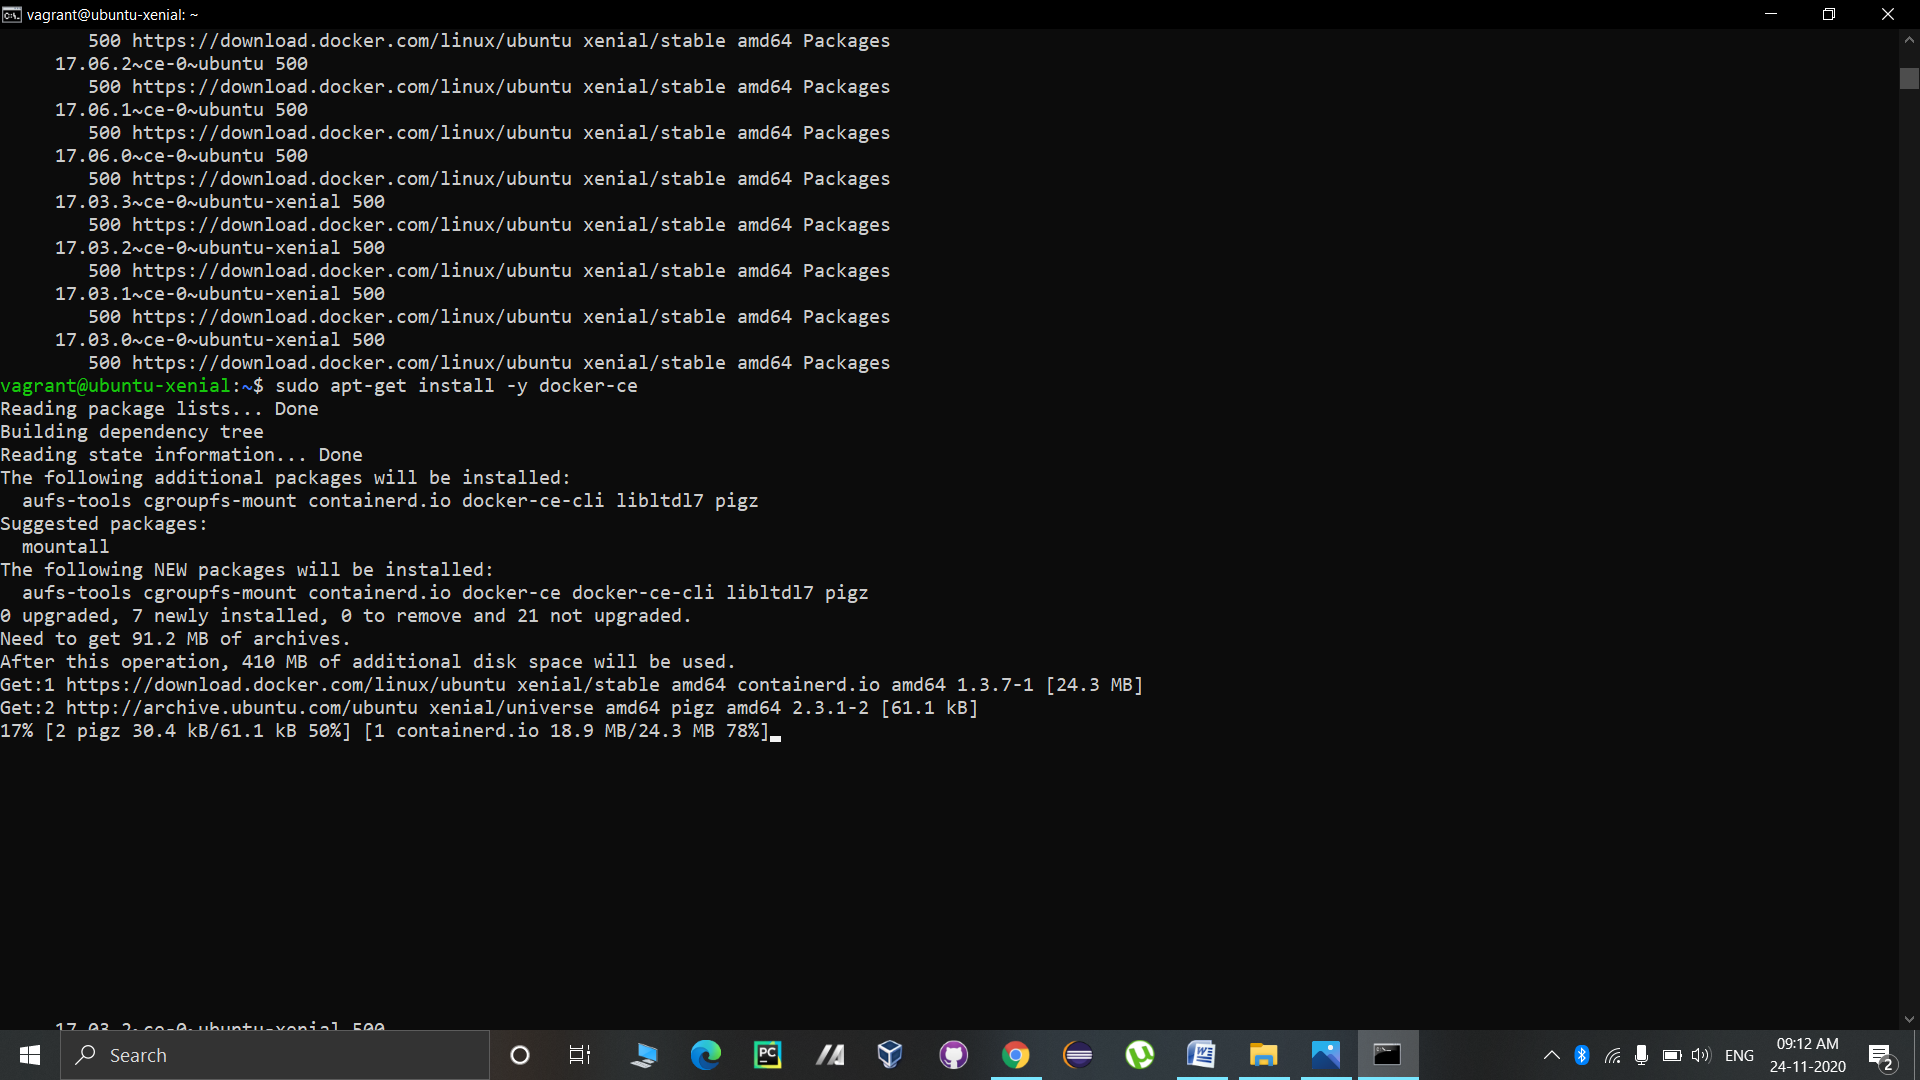 vagrant@ubuntu-xenial: ~
500 https://download.docker.com/linux/ubuntu xenial/stable amd64 Packages
17.06.2~ce-0~ubuntu 500
500 https://download.docker.com/linux/ubuntu xenial/stable amd64 Packages
17.06.1~ce-0~ubuntu 500
500 https://download.docker.com/linux/ubuntu xenial/stable amd64 Packages
17.06.0~ce-0~ubuntu 500
500 https://download.docker.com/linux/ubuntu xenial/stable amd64 Packages
17.03.3~ce-0~ubuntu-xenial 500
500 https://download.docker.com/linux/ubuntu xenial/stable amd64 Packages
17.03.2~ce-0~ubuntu-xenial 500
500 https://download.docker.com/linux/ubuntu xenial/stable amd64 Packages
17.03.1~ce-0~ubuntu-xenial 500
500 https://download.docker.com/linux/ubuntu xenial/stable amd64 Packages
17.03.0~ce-0~ubuntu-xenial 500
500 https://download.docker.com/linux/ubuntu xenial/stable amd64 Packages
vagrant@ubuntu-xenial:~$ sudo apt-get install -y docker-ce
Reading package lists... Done
Building dependency tree
Reading state information... Done
The following additional packages will be installed:
aufs-tools cgroupfs-mount containerd.io docker-ce-cli libltdl7 pigz
Suggested packages:
mountall
The following NEW packages will be installed:
aufs-tools cgroupfs-mount containerd.io docker-ce docker-ce-cli libltdl7 pigz
0 upgraded, 7 newly installed, 0 to remove and 21 not upgraded.
Need to get 91.2 MB of archives.
After this operation, 410 MB of additional disk space will be used.
Get:1 https://download.docker.com/linux/ubuntu xenial/stable amd64 containerd.io amd64 1.3.7-1 [24.3 MB]
Get:2 http://archive.ubuntu.com/ubuntu xenial/universe amd64 pigz amd64 2.3.1-2 [61.1 kB]
17% [2 pigz 30.4 kB/61.1 kB 50%] [1 containerd.io 18.9 MB/24.3 MB 78%]
17.03.2~ce-0~ubuntu-xenial 500
Search
PC
W
ENG
09:12 AM
24-11-2020
2